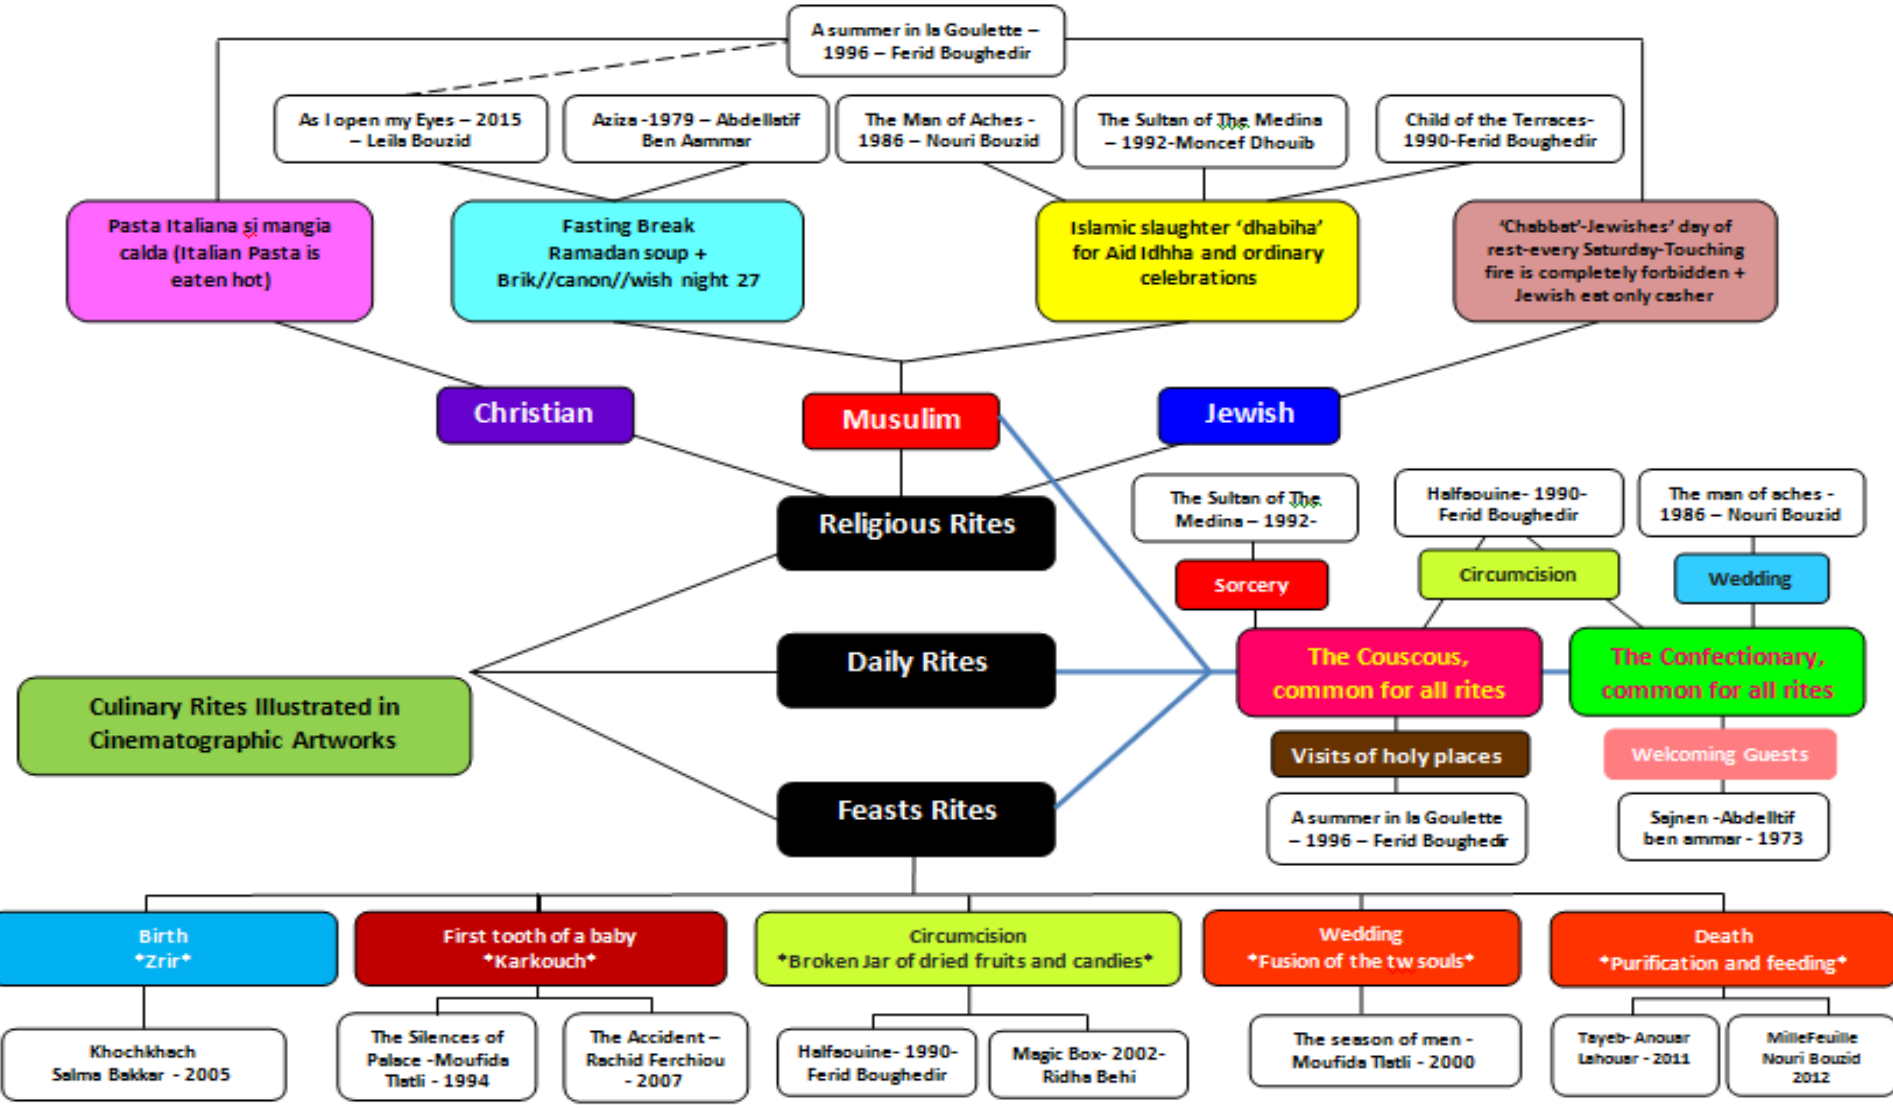 A summer in la Goulette –
1996 – Ferid Boughedir
As I open my Eyes – 2015
– Leila Bouzid
Aziza -1979 – Abdellatif
Ben Aammar
The Man of Aches -
1986 – Nouri Bouzid
The Sultan of The Medina
– 1992-Moncef Dhouib
Child of the Terraces-
1990-Ferid Boughedir
Pasta Italiana si mangia
calda (Italian Pasta is
eaten hot)
Fasting Break
Ramadan soup +
Brik//canon//wish night 27
Islamic slaughter ‘dhabiha’
for Aid Idhha and ordinary
celebrations
‘Chabbat’-Jewishes’ day of
rest-every Saturday-Touching
fire is completely forbidden +
Jewish eat only casher
Christian
Musulim
Jewish
Religious Rites
The Sultan of The
Medina – 1992-
Halfaouine- 1990-
Ferid Boughedir
The man of aches -
1986 – Nouri Bouzid
Sorcery
Circumcision
Wedding
Daily Rites
The Couscous,
common for all rites
The Confectionary,
common for all rites
Culinary Rites Illustrated in
Cinematographic Artworks
Visits of holy places
Welcoming Guests
Feasts Rites
A summer in la Goulette
– 1996 – Ferid Boughedir
Sajnen -Abdelltif
ben ammar - 1973
Birth
*Zrir*
First tooth of a baby
*Karkouch*
Circumcision
*Broken Jar of dried fruits and candies*
Wedding
*Fusion of the tw souls*
Death
*Purification and feeding*
Khochkhach
Salma Bakkar - 2005
The Silences of
Palace -Moufida
Tlatli - 1994
The Accident –
Rachid Ferchiou
- 2007
Halfaouine- 1990-
Ferid Boughedir
Magic Box- 2002-
Ridha Behi
The season of men -
Moufida Tlatli - 2000
Tayeb- Anouar
Lahouar - 2011
MilleFeuille
Nouri Bouzid
2012